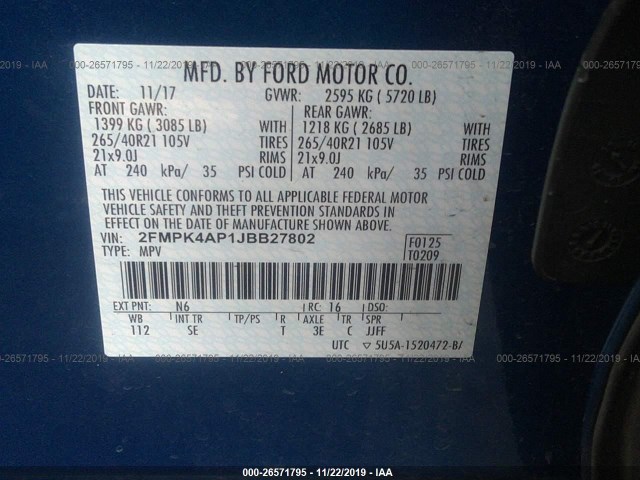 000-26571795 - 11/22/2019 - IAA 000-26571795 - 11/22/2019 - IAA
MFD. BY FORD MOTOR CO.
DATE: 11/17 GVWR: 2595 KG ( 5720 LB)
FRONT GAWR: REAR GAWR:
1399 KG ( 3085 LB) WITH 1218 KG ( 2685 LB) WITH
265/40R21 105V TIRES 265/40R21 105V TIRES
21x9.0J RIMS 21x9.0J RIMS
AT 240 kPa/ 35 PSI COLD AT 240 kPa/ 35 PSI COLD
THIS VEHICLE CONFORMS TO ALL APPLICABLE FEDERAL MOTOR
VEHICLE SAFETY AND THEFT PREVENTION STANDARDS IN
EFFECT ON THE DATE OF MANUFACTURE SHOWN ABOVE.
VIN: 2FMPK4AP1JBB27802 F0125
TYPE: MPV T0209
EXT PNT: N6 RC: 16 DSO:
WB INT TR TP/PS R AXLE TR SPR
112 SE T 3E C JJFF
UTC ▽ 5U5A-1520472-B/
000-26571795 - 11/22/2019 - IAA 000-26571795 - 11/22/2019 - IAA
000-26571795 - 11/22/2019 - IAA